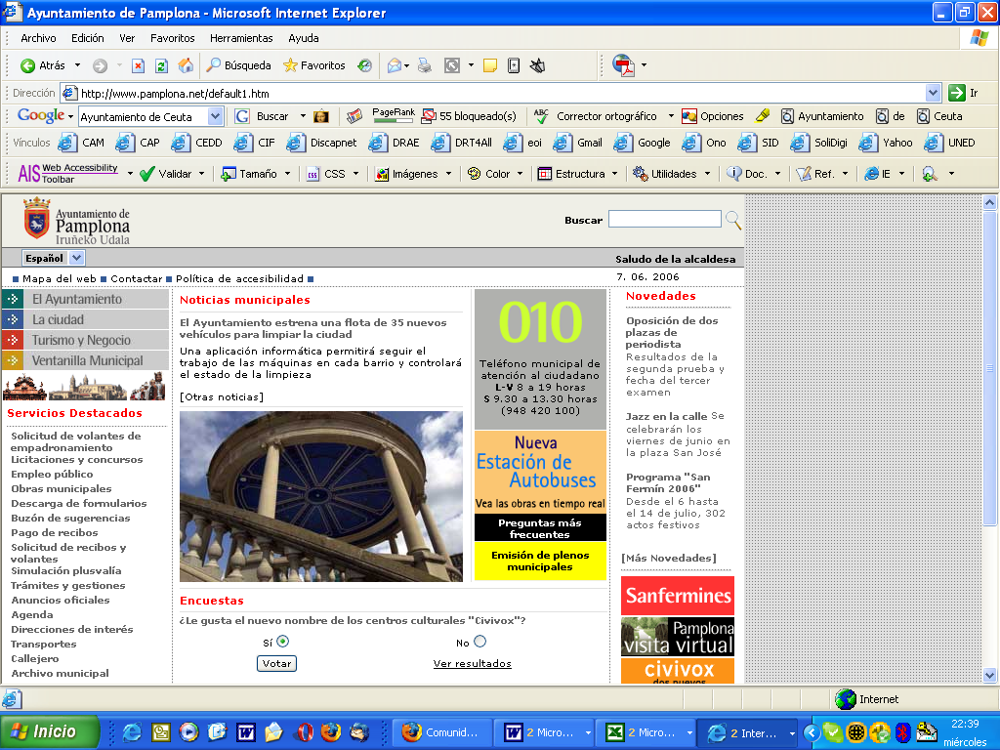 Ayuntamiento de Pamplona - Microsoft Internet Explorer
Archivo Edición Ver Favoritos Herramientas Ayuda
Atrás Búsqueda Favoritos
Dirección http://www.pamplona.net/default1.htm Ir
Google Ayuntamiento de Ceuta G Buscar PageRank 55 bloqueado(s) ABC Corrector ortográfico Opciones Ayuntamiento de Ceuta
Vínculos CAM CAP CEDD CIF Discapnet DRAE DRT4All eoi Gmail Google Ono SID SoliDigi Yahoo UNED
AIS Web Accessibility Toolbar Validar Tamaño CSS Imágenes Color Estructura Utilidades Doc. Ref. IE
Ayuntamiento de
Pamplona
Iruñeko Udala
Buscar
Español
Saludo de la alcaldesa
Mapa del web Contactar Política de accesibilidad
7. 06. 2006
El Ayuntamiento
La ciudad
Turismo y Negocio
Ventanilla Municipal
Servicios Destacados
Solicitud de volantes de
empadronamiento
Licitaciones y concursos
Empleo público
Obras municipales
Descarga de formularios
Buzón de sugerencias
Pago de recibos
Solicitud de recibos y
volantes
Simulación plusvalía
Trámites y gestiones
Anuncios oficiales
Agenda
Direcciones de interés
Transportes
Callejero
Archivo municipal
Noticias municipales
El Ayuntamiento estrena una flota de 35 nuevos
vehículos para limpiar la ciudad
Una aplicación informática permitirá seguir el
trabajo de las máquinas en cada barrio y controlará
el estado de la limpieza
[Otras noticias]
Encuestas
¿Le gusta el nuevo nombre de los centros culturales "Civivox"?
Sí No
Votar Ver resultados
010
Teléfono municipal de
atención al ciudadano
L-V 8 a 19 horas
S 9.30 a 13.30 horas
(948 420 100)
Nueva
Estación de
Autobuses
Vea las obras en tiempo real
Preguntas más
frecuentes
Emisión de plenos
municipales
Novedades
Oposición de dos
plazas de
periodista
Resultados de la
segunda prueba y
fecha del tercer
examen
Jazz en la calle Se
celebrarán los
viernes de junio en
la plaza San José
Programa "San
Fermín 2006"
Desde el 6 hasta
el 14 de julio, 302
actos festivos
[Más Novedades]
Sanfermines
Pamplona
visita virtual
civivox
dos nuevos
Internet
Inicio Comunid... 2 Micro... 2 Micro... 2 Inter... 22:39
miércoles